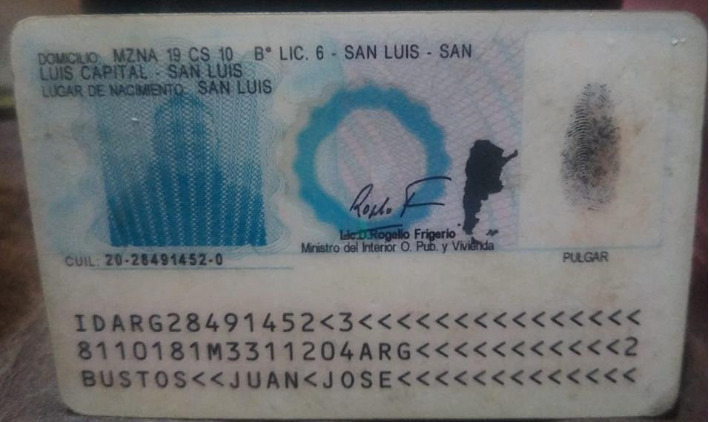 DOMICILIO: MZNA 19 CS 10 B° LIC. 6 - SAN LUIS - SAN
LUIS CAPITAL - SAN LUIS
LUGAR DE NACIMIENTO: SAN LUIS
Rogelio F
Lic. Rogelio Frigerio
Ministro del Interior O. Pub. y Vivienda
CUIL: 20-28491452-0
PULGAR
IDARG28491452<3<<<<<<<<<<<<<<<
8110181M3311204ARG<<<<<<<<<<<2
BUSTOS<<JUAN<JOSE<<<<<<<<<<<<<